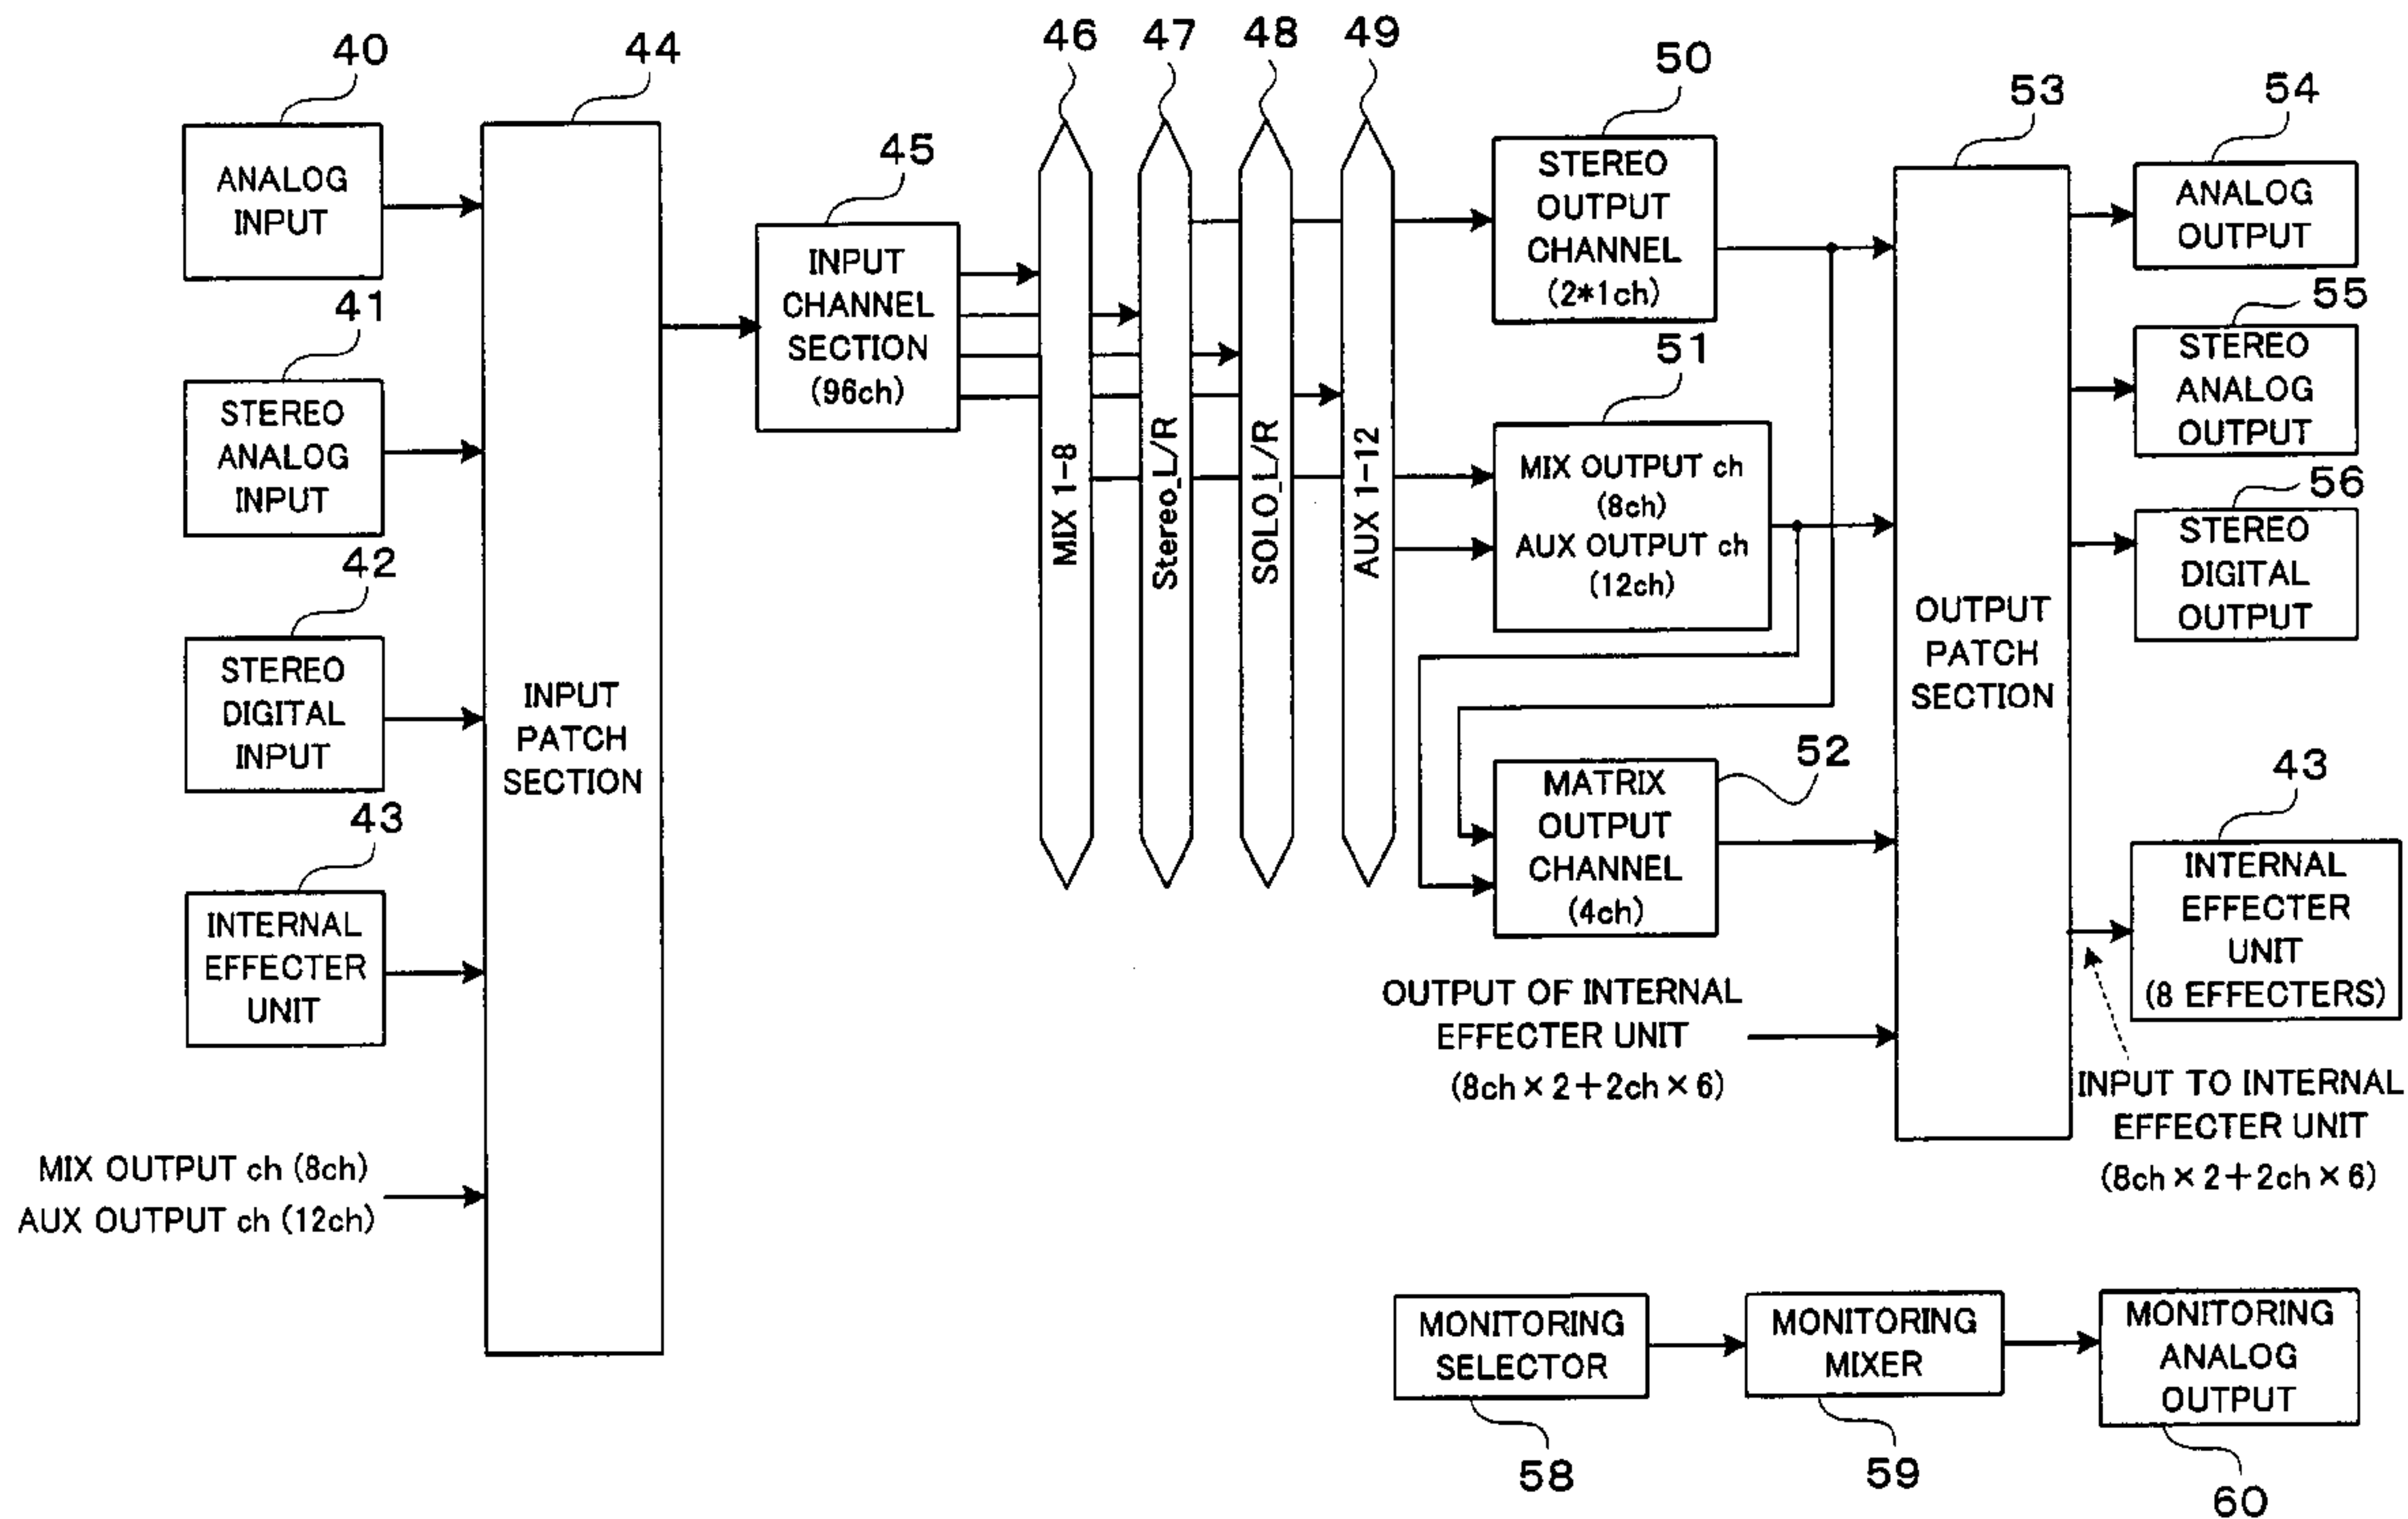 40
ANALOG
INPUT
41
STEREO
ANALOG
INPUT
42
STEREO
DIGITAL
INPUT
43
INTERNAL
EFFECTER
UNIT
MIX OUTPUT ch (8ch)
AUX OUTPUT ch (12ch)
44
INPUT
PATCH
SECTION
45
INPUT
CHANNEL
SECTION
(96ch)
46
MIX 1-8
47
Stereo_L/R
48
SOLO_L/R
49
AUX 1-12
50
STEREO
OUTPUT
CHANNEL
(2*1ch)
51
MIX OUTPUT ch
(8ch)
AUX OUTPUT ch
(12ch)
52
MATRIX
OUTPUT
CHANNEL
(4ch)
OUTPUT OF INTERNAL
EFFECTER UNIT
(8ch×2+2ch×6)
53
OUTPUT
PATCH
SECTION
54
ANALOG
OUTPUT
55
STEREO
ANALOG
OUTPUT
56
STEREO
DIGITAL
OUTPUT
43
INTERNAL
EFFECTER
UNIT
(8 EFFECTERS)
INPUT TO INTERNAL
EFFECTER UNIT
(8ch×2+2ch×6)
MONITORING
SELECTOR
58
MONITORING
MIXER
59
MONITORING
ANALOG
OUTPUT
60